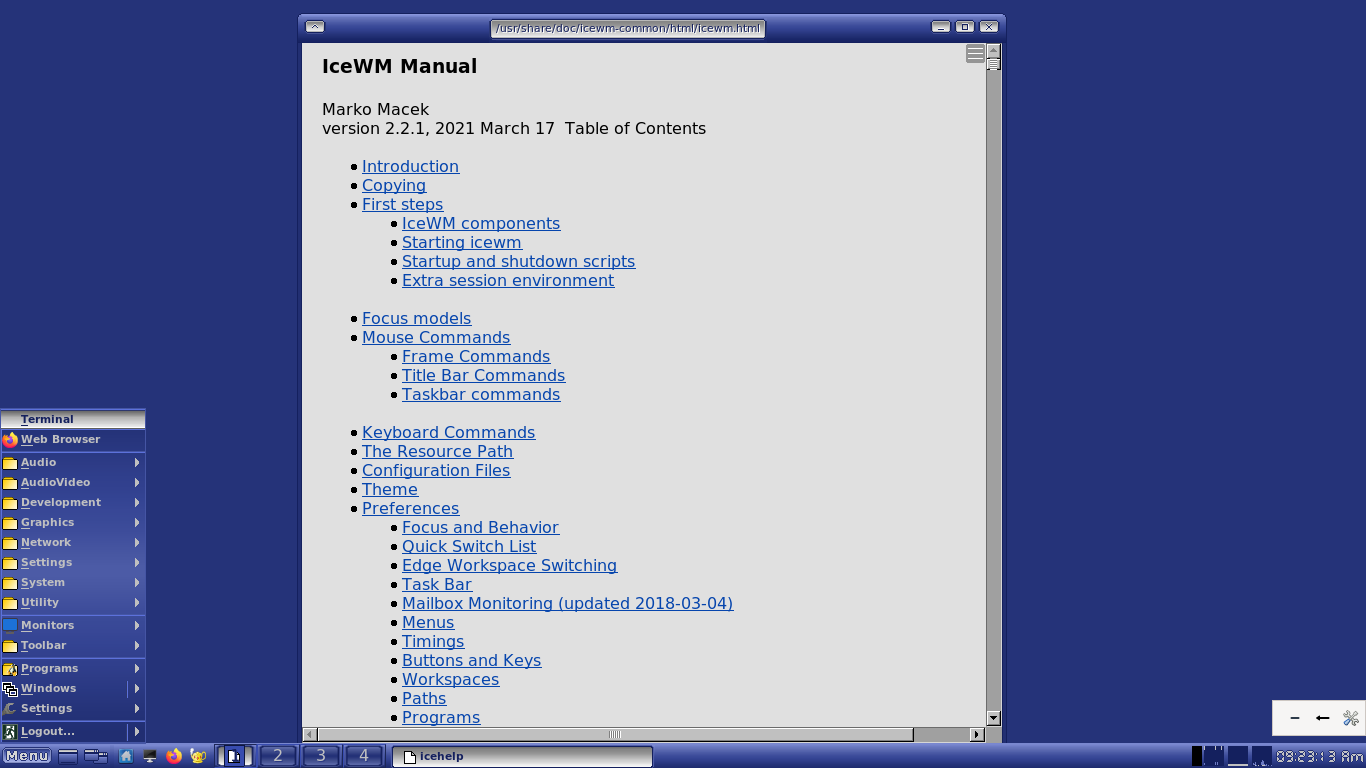 /usr/share/doc/icewm-common/html/icewm.html
IceWM Manual
Marko Macek
version 2.2.1, 2021 March 17  Table of Contents
Introduction
Copying
First steps
IceWM components
Starting icewm
Startup and shutdown scripts
Extra session environment
Focus models
Mouse Commands
Frame Commands
Title Bar Commands
Taskbar commands
Keyboard Commands
The Resource Path
Configuration Files
Theme
Preferences
Focus and Behavior
Quick Switch List
Edge Workspace Switching
Task Bar
Mailbox Monitoring (updated 2018-03-04)
Menus
Timings
Buttons and Keys
Workspaces
Paths
Programs
Terminal
Web Browser
Audio
AudioVideo
Development
Graphics
Network
Settings
System
Utility
Monitors
Toolbar
Programs
Windows
Settings
Logout...
Menu
2
3
4
icehelp
09:23:13 Am